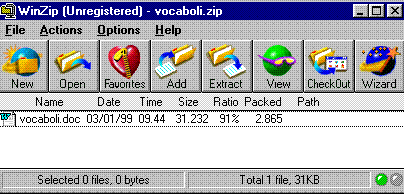 WinZip (Unregistered) - vocaboli.zip
File Actions Options Help
New Open Favorites Add Extract View CheckOut Wizard
Name Date Time Size Ratio Packed Path
vocaboli.doc 03/01/99 09.44 31.232 91% 2.865
Selected 0 files, 0 bytes Total 1 file, 31KB